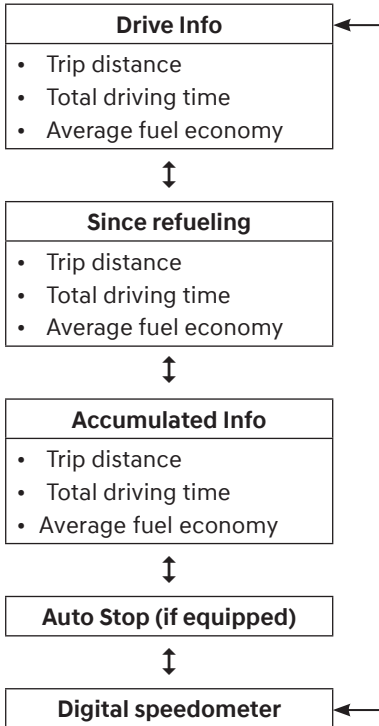 Drive Info
• Trip distance
• Total driving time
• Average fuel economy
Since refueling
• Trip distance
• Total driving time
• Average fuel economy
Accumulated Info
• Trip distance
• Total driving time
• Average fuel economy
Auto Stop (if equipped)
Digital speedometer